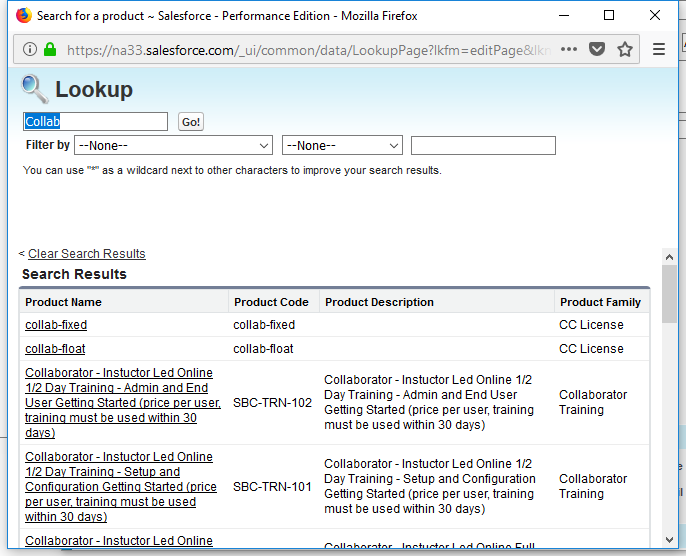 Search for a product ~ Salesforce - Performance Edition - Mozilla Firefox
https://na33.salesforce.com/_ui/common/data/LookupPage?lkfm=editPage&lkn
Lookup
Collab Go!
Filter by --None-- --None--
You can use "*" as a wildcard next to other characters to improve your search results.
< Clear Search Results
Search Results
Product Name Product Code Product Description Product Family
collab-fixed collab-fixed CC License
collab-float collab-float CC License
Collaborator - Instuctor Led Online
1/2 Day Training - Admin and End
User Getting Started (price per user,
training must be used within 30
days)
SBC-TRN-102
Collaborator - Instuctor Led Online 1/2
Day Training - Admin and End User
Getting Started (price per user, training
must be used within 30 days)
Collaborator
Training
Collaborator - Instuctor Led Online
1/2 Day Training - Setup and
Configuration Getting Started (price
per user, training must be used
within 30 days)
SBC-TRN-101
Collaborator - Instuctor Led Online 1/2
Day Training - Setup and Configuration
Getting Started (price per user, training
must be used within 30 days)
Collaborator
Training
Collaborator - Instuctor Led Online
Collaborator - Instuctor Led Online Full